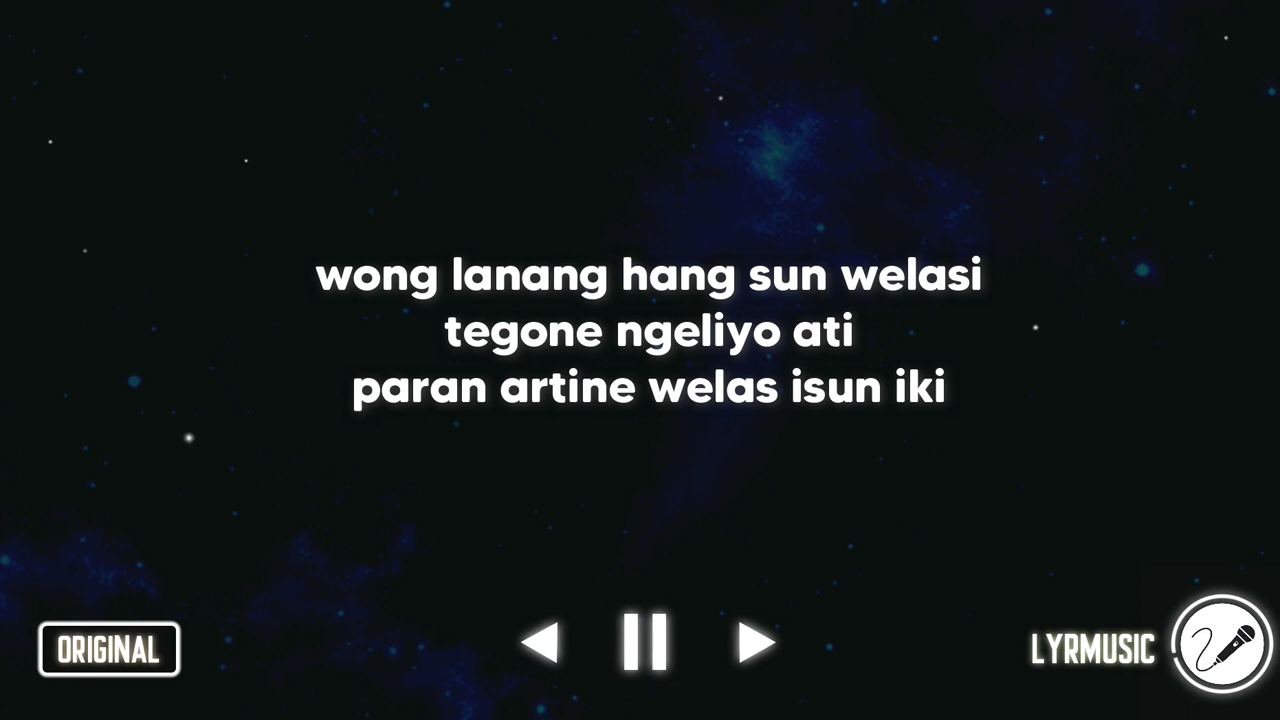 wong lanang hang sun welasi
tegone ngeliyo ati
paran artine welas isun iki
ORIGINAL
LYRMUSIC